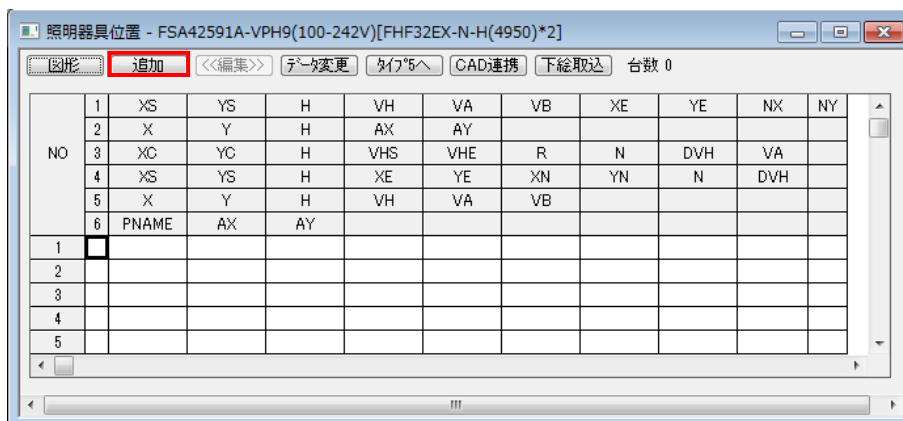 照明器具位置 - FSA42591A-VPH9(100-242V)[FHF32EX-N-H(4950)*2]
図形 追加 <<編集>> ﾃﾞｰﾀ変更 ﾀｲﾌﾟ5へ CAD連携 下絵取込 台数 0
1 XS YS H VH VA VB XE YE NX NY
2 X Y H AX AY
NO 3 XC YC H VHS VHE R N DVH VA
4 XS YS H XE YE XN YN N DVH
5 X Y H VH VA VB
6 PNAME AX AY
1
2
3
4
5